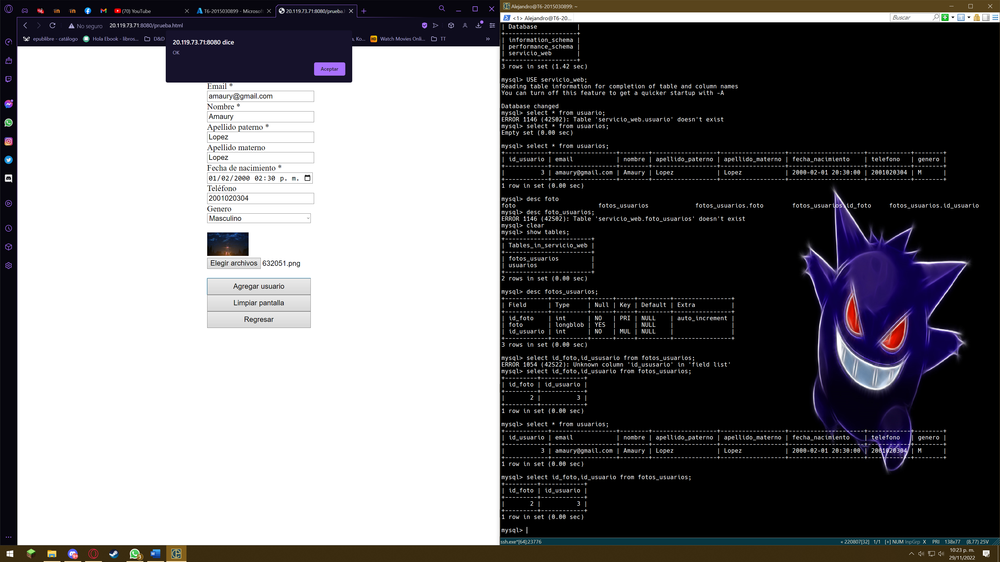 (70) YouTube
T6-2015030899 - Microsoft
20.119.73.71:8080/prueba.h
No seguro
20.119.73.71:8080/prueba.html
epublibre - catálogo
Hola Ebook - libros...
D&D
a, Ko...
HD
Watch Movies Onli...
TT
»
20.119.73.71:8080 dice
OK
Aceptar
Email *
amaury@gmail.com
Nombre *
Amaury
Apellido paterno *
Lopez
Apellido materno
Lopez
Fecha de nacimiento *
01/02/2000 02:30 p. m.
Teléfono
2001020304
Genero
Masculino
Elegir archivos 632051.png
Agregar usuario
Limpiar pantalla
Regresar
Alejandro@T6-2015030899: ~
<1> Alejandro@T6-20...
Buscar
| Database           |
+--------------------+
| information_schema |
| performance_schema |
| servicio_web       |
+--------------------+
3 rows in set (1.42 sec)
mysql> USE servicio_web;
Reading table information for completion of table and column names
You can turn off this feature to get a quicker startup with -A
Database changed
mysql> select * from usuario;
ERROR 1146 (42S02): Table 'servicio_web.usuario' doesn't exist
mysql> select * from usuarios;
Empty set (0.00 sec)
mysql> select * from usuarios;
+------------+------------------+--------+------------------+------------------+---------------------+------------+--------+
| id_usuario | email            | nombre | apellido_paterno | apellido_materno | fecha_nacimiento    | telefono   | genero |
+------------+------------------+--------+------------------+------------------+---------------------+------------+--------+
|          3 | amaury@gmail.com | Amaury | Lopez            | Lopez            | 2000-02-01 20:30:00 | 2001020304 | M      |
+------------+------------------+--------+------------------+------------------+---------------------+------------+--------+
1 row in set (0.00 sec)
mysql> desc foto
foto                       fotos_usuarios             fotos_usuarios.foto        fotos_usuarios.id_foto     fotos_usuarios.id_usuario
mysql> desc foto_usuarios;
ERROR 1146 (42S02): Table 'servicio_web.foto_usuarios' doesn't exist
mysql> clear
mysql> show tables;
+------------------------+
| Tables_in_servicio_web |
+------------------------+
| fotos_usuarios         |
| usuarios               |
+------------------------+
2 rows in set (0.00 sec)
mysql> desc fotos_usuarios;
+------------+----------+------+-----+---------+----------------+
| Field      | Type     | Null | Key | Default | Extra          |
+------------+----------+------+-----+---------+----------------+
| id_foto    | int      | NO   | PRI | NULL    | auto_increment |
| foto       | longblob | YES  |     | NULL    |                |
| id_usuario | int      | NO   | MUL | NULL    |                |
+------------+----------+------+-----+---------+----------------+
3 rows in set (0.00 sec)
mysql> select id_foto,id_ususario from fotos_usuarios;
ERROR 1054 (42S22): Unknown column 'id_ususario' in 'field list'
mysql> select id_foto,id_usuario from fotos_usuarios;
+---------+------------+
| id_foto | id_usuario |
+---------+------------+
|       2 |          3 |
+---------+------------+
1 row in set (0.00 sec)
mysql> select * from usuarios;
+------------+------------------+--------+------------------+------------------+---------------------+------------+--------+
| id_usuario | email            | nombre | apellido_paterno | apellido_materno | fecha_nacimiento    | telefono   | genero |
+------------+------------------+--------+------------------+------------------+---------------------+------------+--------+
|          3 | amaury@gmail.com | Amaury | Lopez            | Lopez            | 2000-02-01 20:30:00 | 2001020304 | M      |
+------------+------------------+--------+------------------+------------------+---------------------+------------+--------+
1 row in set (0.00 sec)
mysql> select id_foto,id_usuario from fotos_usuarios;
+---------+------------+
| id_foto | id_usuario |
+---------+------------+
|       2 |          3 |
+---------+------------+
1 row in set (0.00 sec)
mysql>
ssh.exe*[64]:23776
« 220807[32] 1/1 [+] NUM InpGrp X PRI 138x77 (8,77) 25V
9+
3
10:23 p. m.
29/11/2022